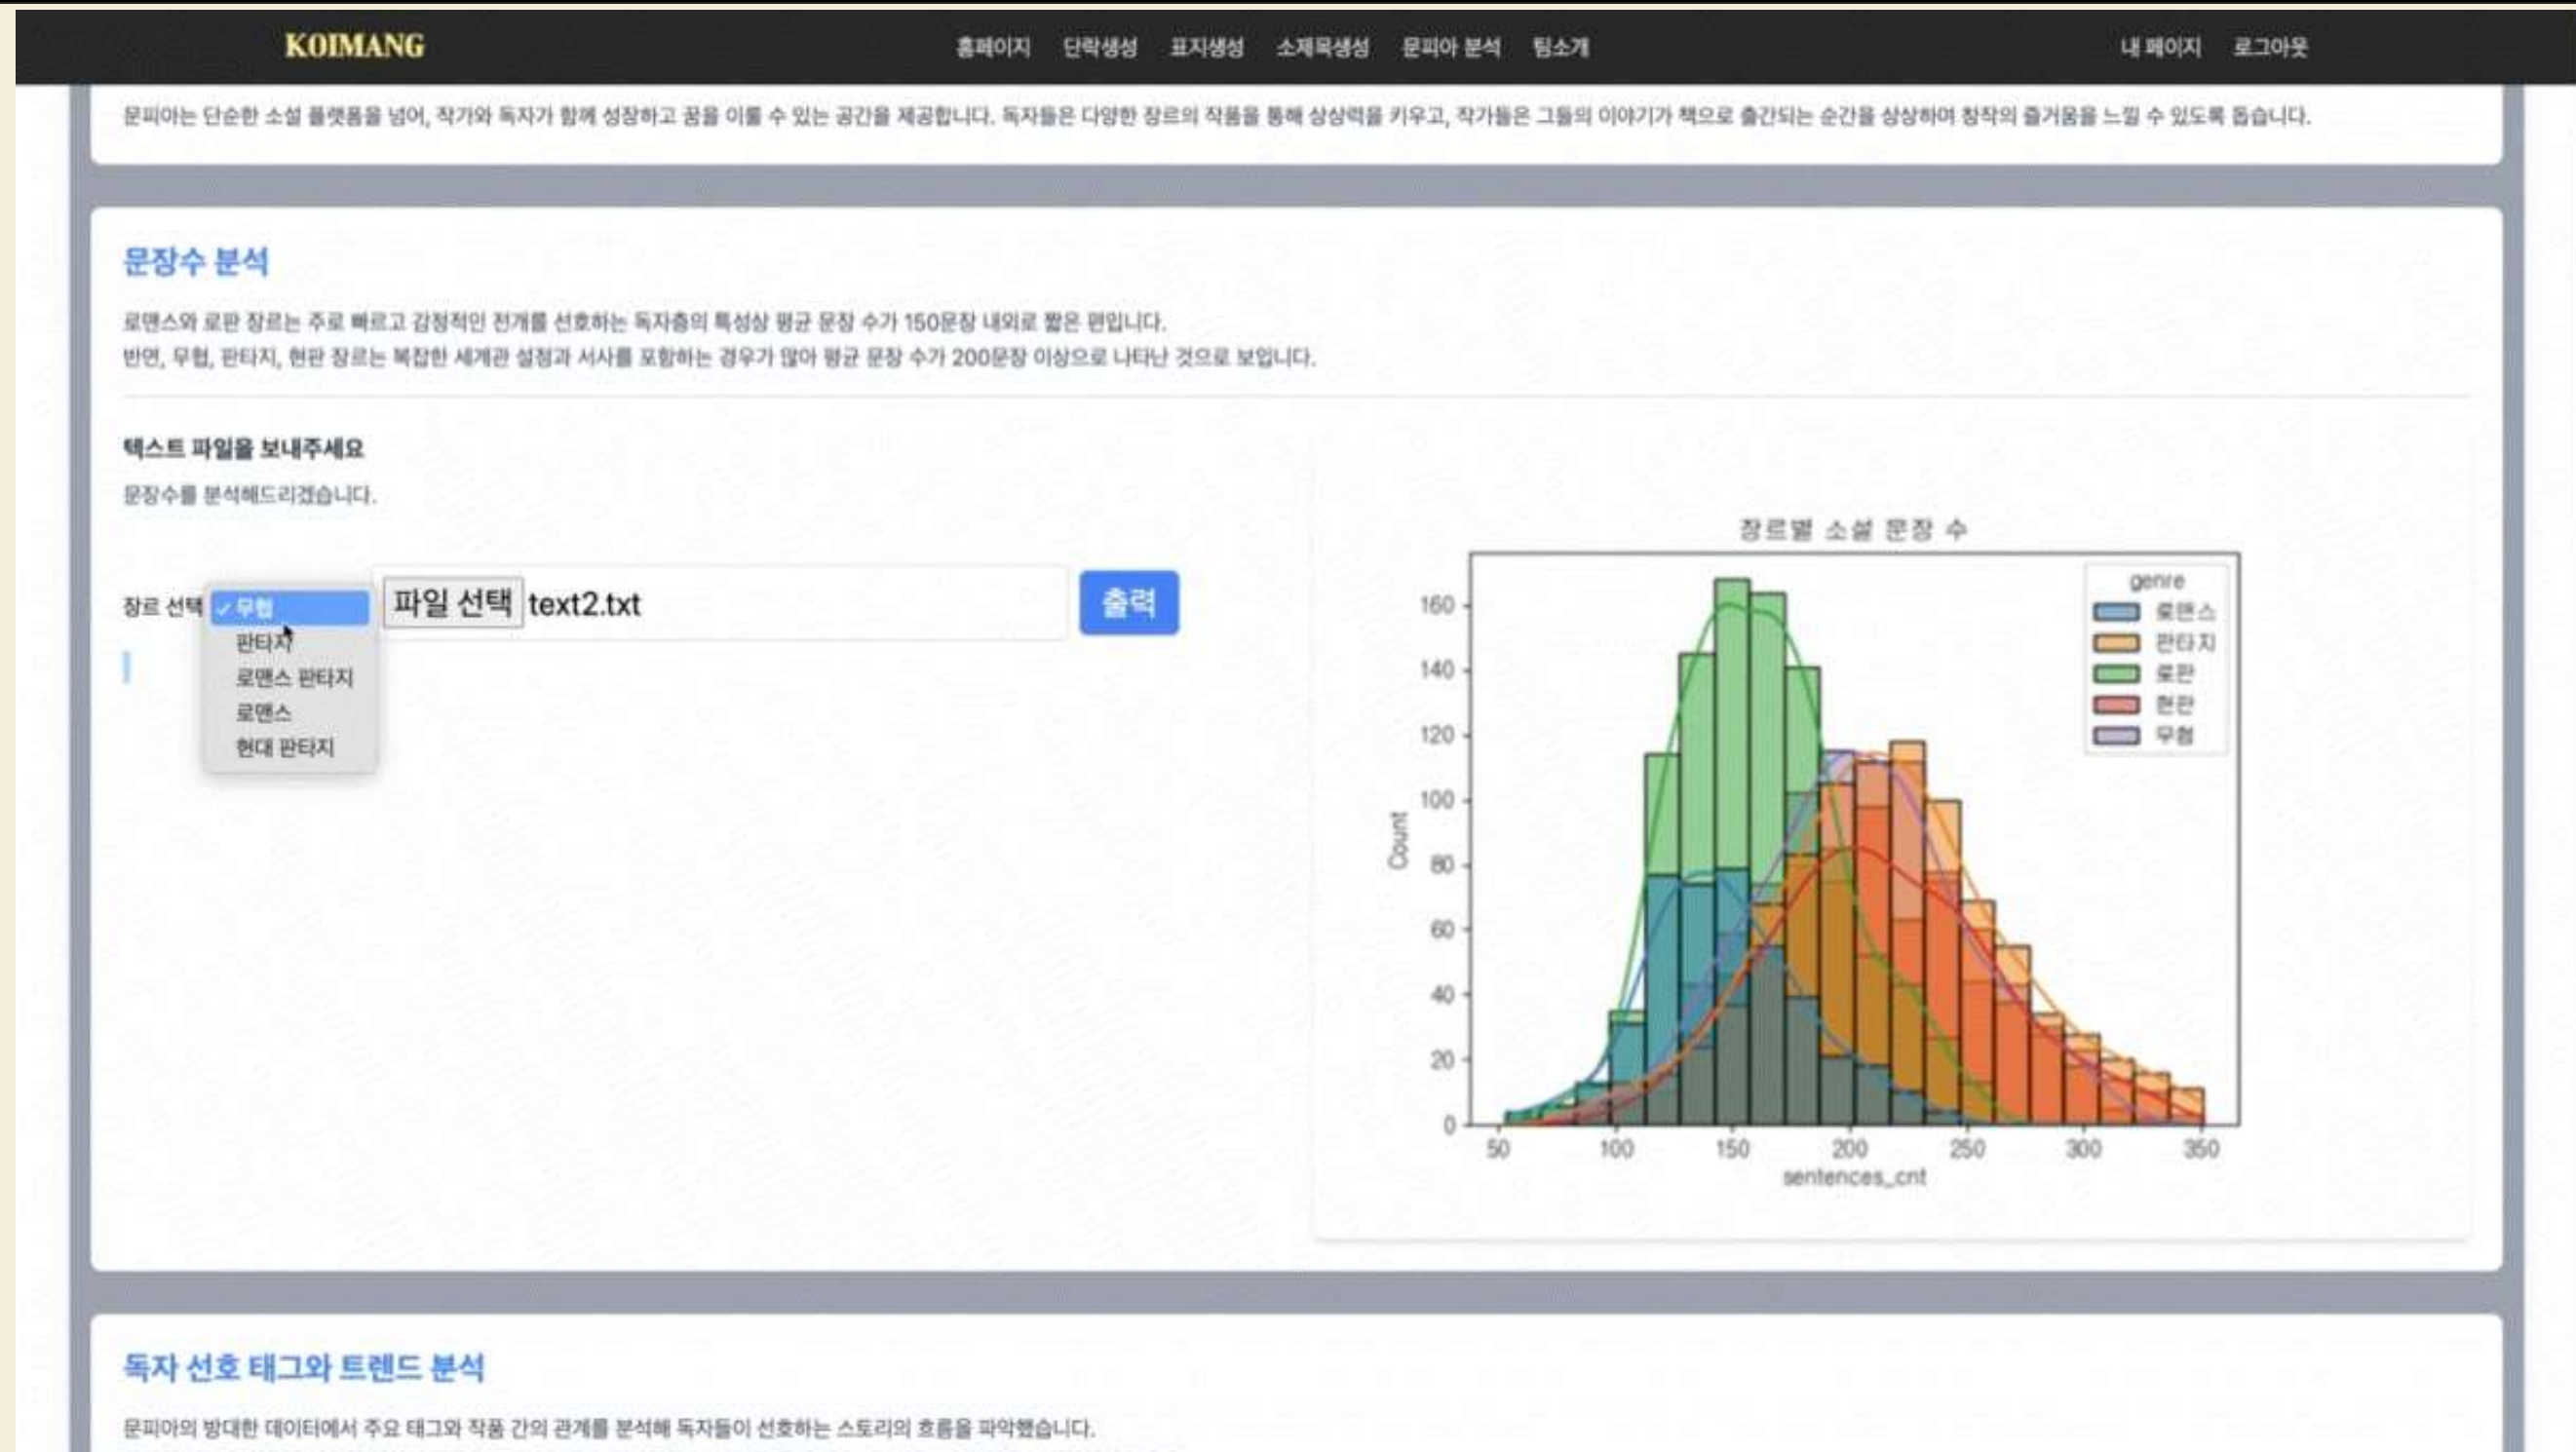 KOIMANG
홈페이지 단락생성 표지생성 소제목생성 문피아 분석 팀소개
내 페이지 로그아웃
문피아는 단순한 소설 플랫폼을 넘어, 작가와 독자가 함께 성장하고 꿈을 이룰 수 있는 공간을 제공합니다. 독자들은 다양한 장르의 작품을 통해 상상력을 키우고, 작가들은 그들의 이야기가 책으로 출간되는 순간을 상상하며 창작의 즐거움을 느낄 수 있도록 돕습니다.
문장수 분석
로맨스와 로판 장르는 주로 빠르고 감정적인 전개를 선호하는 독자층의 특성상 평균 문장 수가 150문장 내외로 짧은 편입니다.
반면, 무협, 판타지, 현판 장르는 복잡한 세계관 설정과 서사를 포함하는 경우가 많아 평균 문장 수가 200문장 이상으로 나타난 것으로 보입니다.
텍스트 파일을 보내주세요
문장수를 분석해드리겠습니다.
장르 선택
✓ 무협
판타지
로맨스 판타지
로맨스
현대 판타지
파일 선택 text2.txt
출력
장르별 소설 문장 수
genre
로맨스
판타지
로판
현판
무협
Count
160
140
120
100
80
60
40
20
0
50 100 150 200 250 300 350
sentences_cnt
독자 선호 태그와 트렌드 분석
문피아의 방대한 데이터에서 주요 태그와 작품 간의 관계를 분석해 독자들이 선호하는 스토리의 흐름을 파악했습니다.